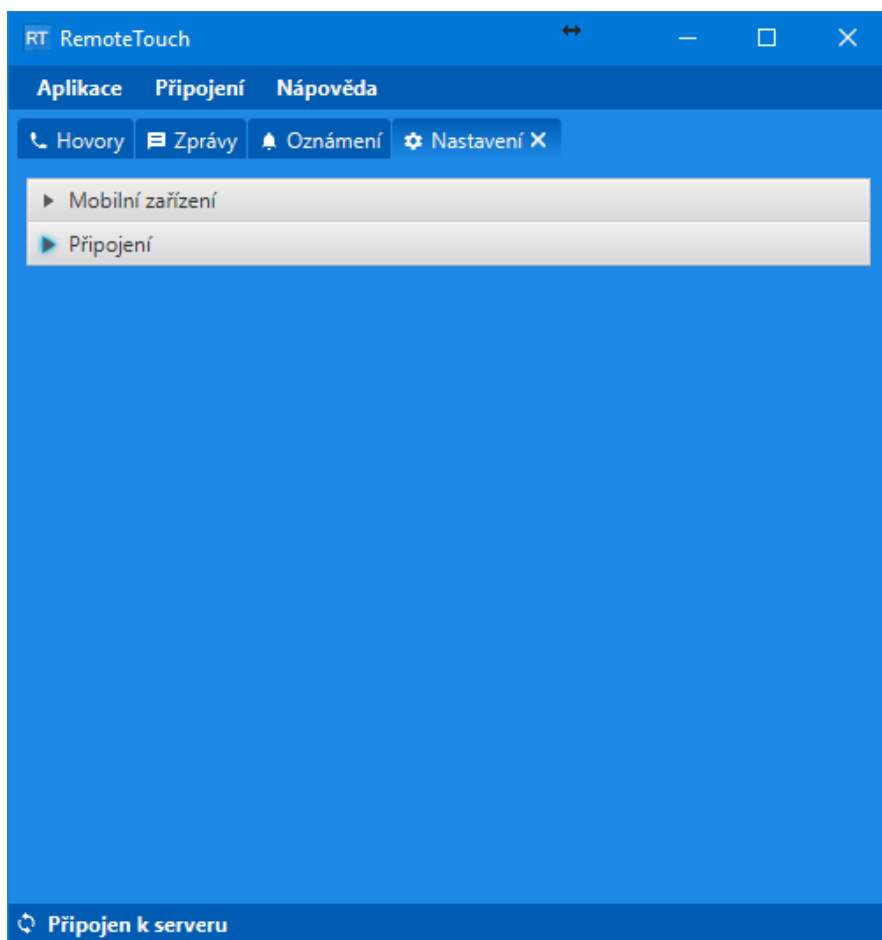 RT RemoteTouch
Aplikace Připojení Nápověda
Hovory Zprávy Oznámení Nastavení
Mobilní zařízení
Připojení
Připojen k serveru